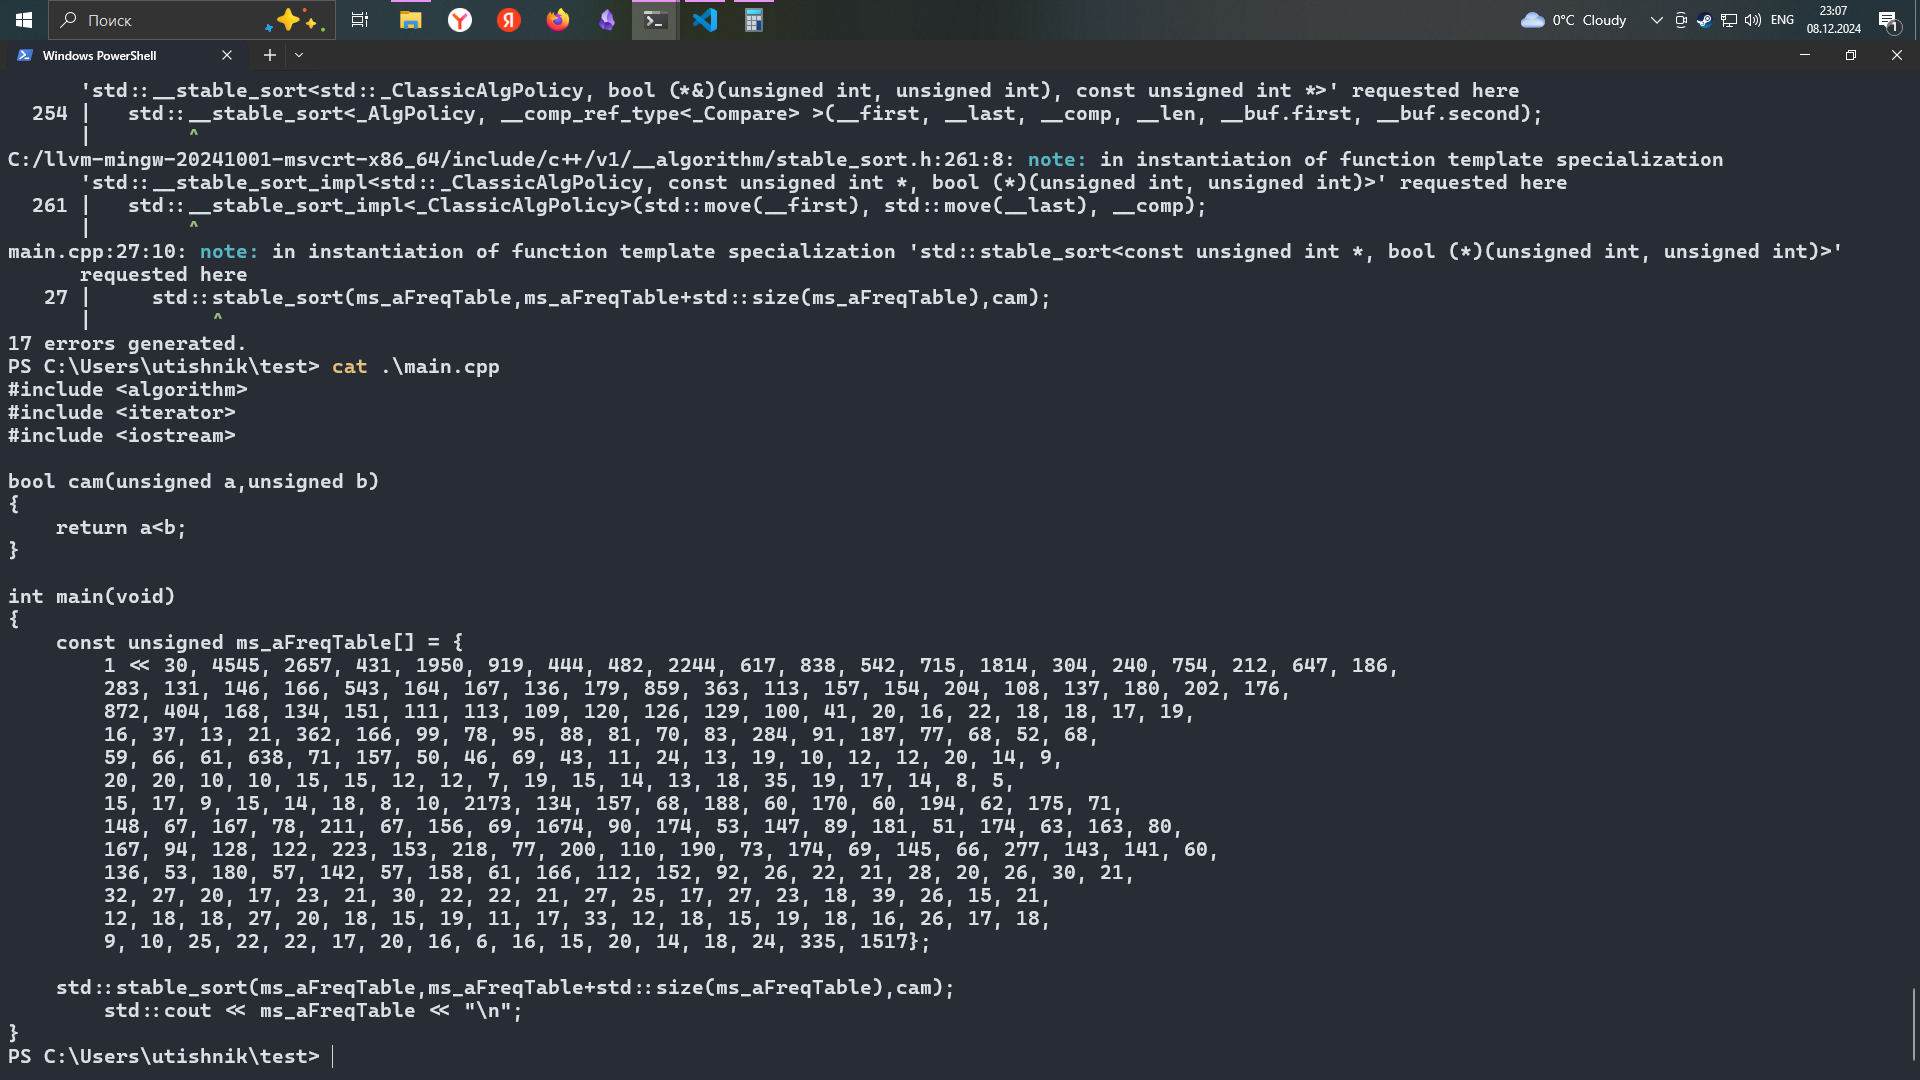 Поиск
0°C Cloudy
ENG
23:07
08.12.2024
1
Windows PowerShell
'std::__stable_sort<std::_ClassicAlgPolicy, bool (*&)(unsigned int, unsigned int), const unsigned int *>' requested here
254 |   std::__stable_sort<_AlgPolicy, __comp_ref_type<_Compare> >(__first, __last, __comp, __len, __buf.first, __buf.second);
|        ^
C:/llvm-mingw-20241001-msvcrt-x86_64/include/c++/v1/__algorithm/stable_sort.h:261:8: note: in instantiation of function template specialization
'std::__stable_sort_impl<std::_ClassicAlgPolicy, const unsigned int *, bool (*)(unsigned int, unsigned int)>' requested here
261 |   std::__stable_sort_impl<_ClassicAlgPolicy>(std::move(__first), std::move(__last), __comp);
|        ^
main.cpp:27:10: note: in instantiation of function template specialization 'std::stable_sort<const unsigned int *, bool (*)(unsigned int, unsigned int)>'
requested here
27 |     std::stable_sort(ms_aFreqTable,ms_aFreqTable+std::size(ms_aFreqTable),cam);
|          ^
17 errors generated.
PS C:\Users\utishnik\test> cat .\main.cpp
#include <algorithm>
#include <iterator>
#include <iostream>
bool cam(unsigned a,unsigned b)
{
    return a<b;
}
int main(void)
{
    const unsigned ms_aFreqTable[] = {
        1 << 30, 4545, 2657, 431, 1950, 919, 444, 482, 2244, 617, 838, 542, 715, 1814, 304, 240, 754, 212, 647, 186,
        283, 131, 146, 166, 543, 164, 167, 136, 179, 859, 363, 113, 157, 154, 204, 108, 137, 180, 202, 176,
        872, 404, 168, 134, 151, 111, 113, 109, 120, 126, 129, 100, 41, 20, 16, 22, 18, 18, 17, 19,
        16, 37, 13, 21, 362, 166, 99, 78, 95, 88, 81, 70, 83, 284, 91, 187, 77, 68, 52, 68,
        59, 66, 61, 638, 71, 157, 50, 46, 69, 43, 11, 24, 13, 19, 10, 12, 12, 20, 14, 9,
        20, 20, 10, 10, 15, 15, 12, 12, 7, 19, 15, 14, 13, 18, 35, 19, 17, 14, 8, 5,
        15, 17, 9, 15, 14, 18, 8, 10, 2173, 134, 157, 68, 188, 60, 170, 60, 194, 62, 175, 71,
        148, 67, 167, 78, 211, 67, 156, 69, 1674, 90, 174, 53, 147, 89, 181, 51, 174, 63, 163, 80,
        167, 94, 128, 122, 223, 153, 218, 77, 200, 110, 190, 73, 174, 69, 145, 66, 277, 143, 141, 60,
        136, 53, 180, 57, 142, 57, 158, 61, 166, 112, 152, 92, 26, 22, 21, 28, 20, 26, 30, 21,
        32, 27, 20, 17, 23, 21, 30, 22, 22, 21, 27, 25, 17, 27, 23, 18, 39, 26, 15, 21,
        12, 18, 18, 27, 20, 18, 15, 19, 11, 17, 33, 12, 18, 15, 19, 18, 16, 26, 17, 18,
        9, 10, 25, 22, 22, 17, 20, 16, 6, 16, 15, 20, 14, 18, 24, 335, 1517};
    std::stable_sort(ms_aFreqTable,ms_aFreqTable+std::size(ms_aFreqTable),cam);
        std::cout << ms_aFreqTable << "\n";
}
PS C:\Users\utishnik\test>